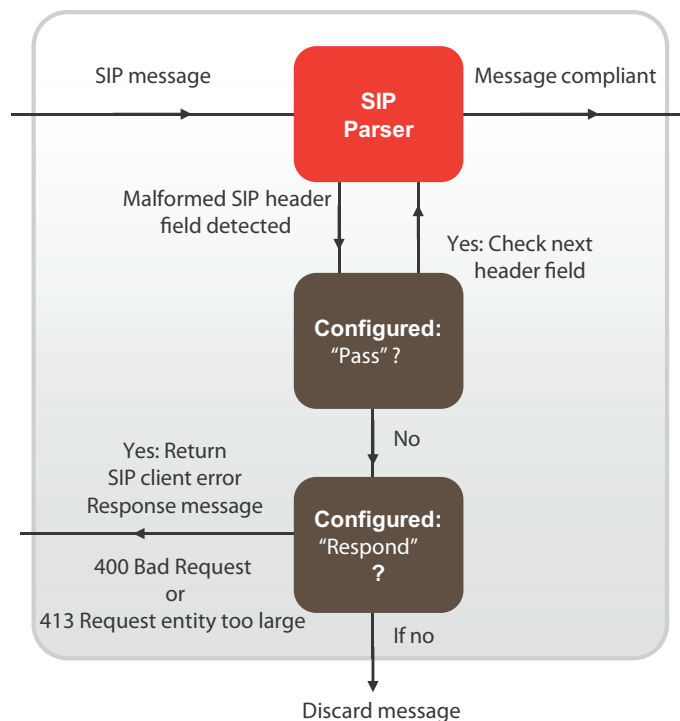 SIP message
SIP
Parser
Message compliant
Malformed SIP header
field detected
Yes: Check next
header field
Configured:
“Pass” ?
No
Yes: Return
SIP client error
Response message
Configured:
“Respond”
?
400 Bad Request
or
413 Request entity too large
If no
Discard message